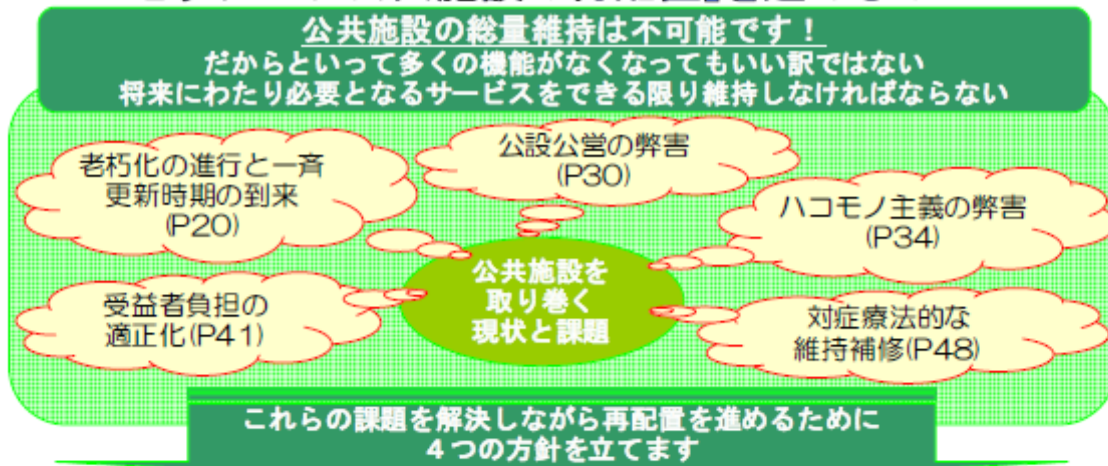 公共施設の総量維持は不可能です！
だからといって多くの機能がなくなってもいい訳ではない
将来にわたり必要となるサービスをできる限り維持しなければならない
老朽化の進行と一斉
更新時期の到来
(P20)
公設公営の弊害
(P30)
ハコモノ主義の弊害
(P34)
公共施設を
取り巻く
現状と課題
受益者負担の
適正化(P41)
対症療法的な
維持補修(P48)
これらの課題を解決しながら再配置を進めるために
４つの方針を立てます